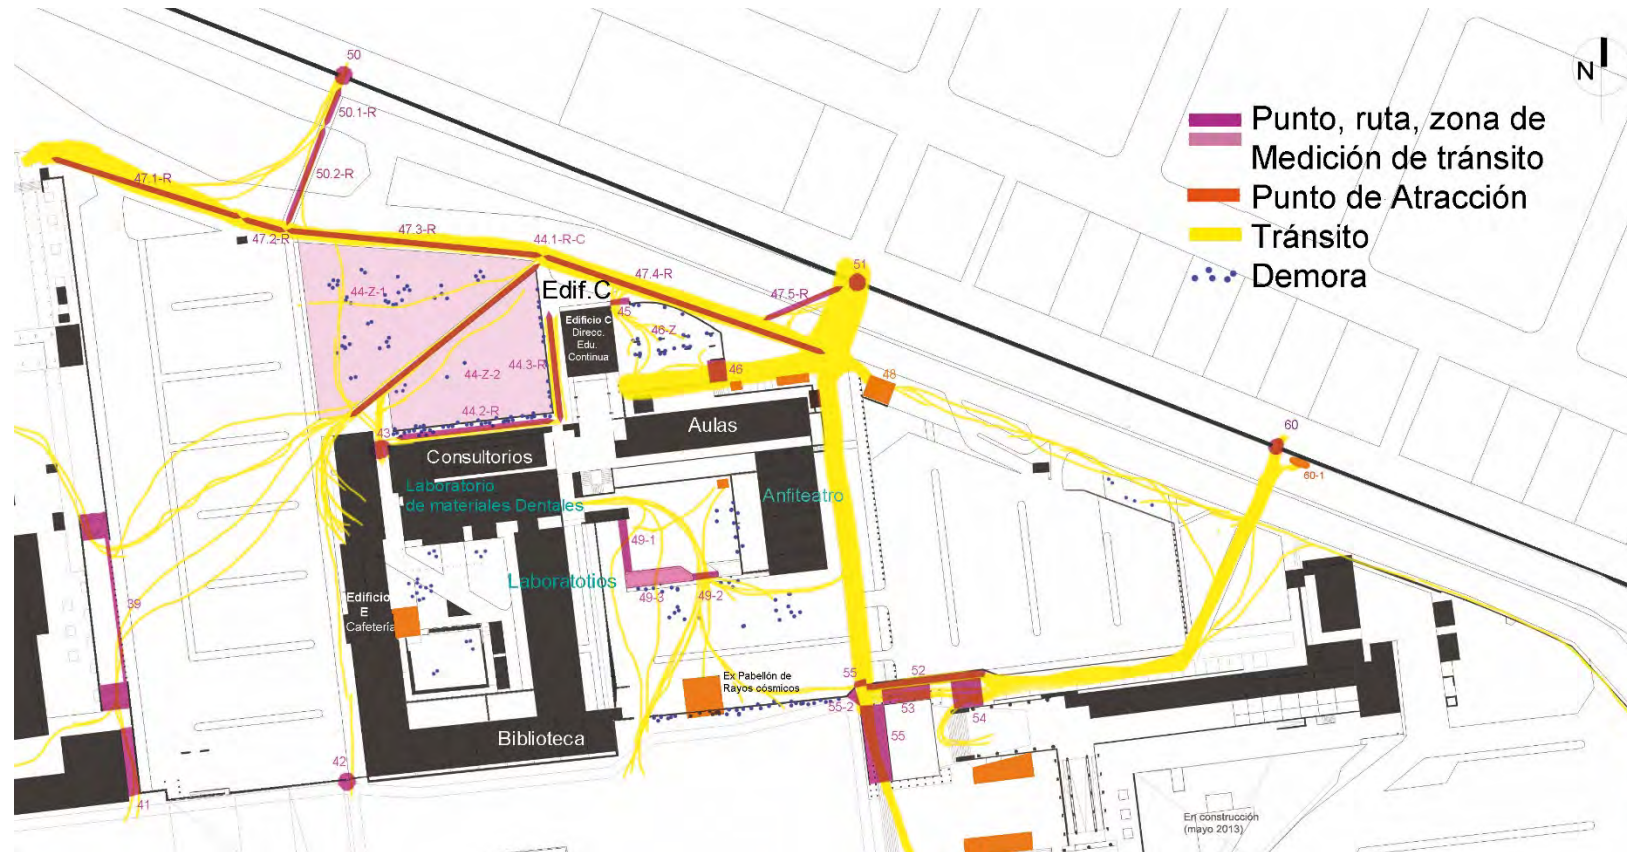 50
N
50.1-R
Punto, ruta, zona de
Medición de tránsito
Punto de Atracción
Tránsito
Demora
47.1-R
50.2-R
47.2-R
47.3-R
44.1-R-C
47.4-R
51
47.5-R
44-Z-1
Edif.C
45
Edificio C
Direcc.
Edu.
Continua
46-Z
44.3-R
44-Z-2
46
48
44.2-R
43
Aulas
60
Consultorios
60-1
Laboratorio
de materiales Dentales
Anfiteatro
49-1
Laboratotios
49-3
49-2
39
Edificio
E
Cafetería
Ex Pabellón de
Rayos cósmicos
55
52
53
55-2
54
55
Biblioteca
42
41
En construcción
(mayo 2013)